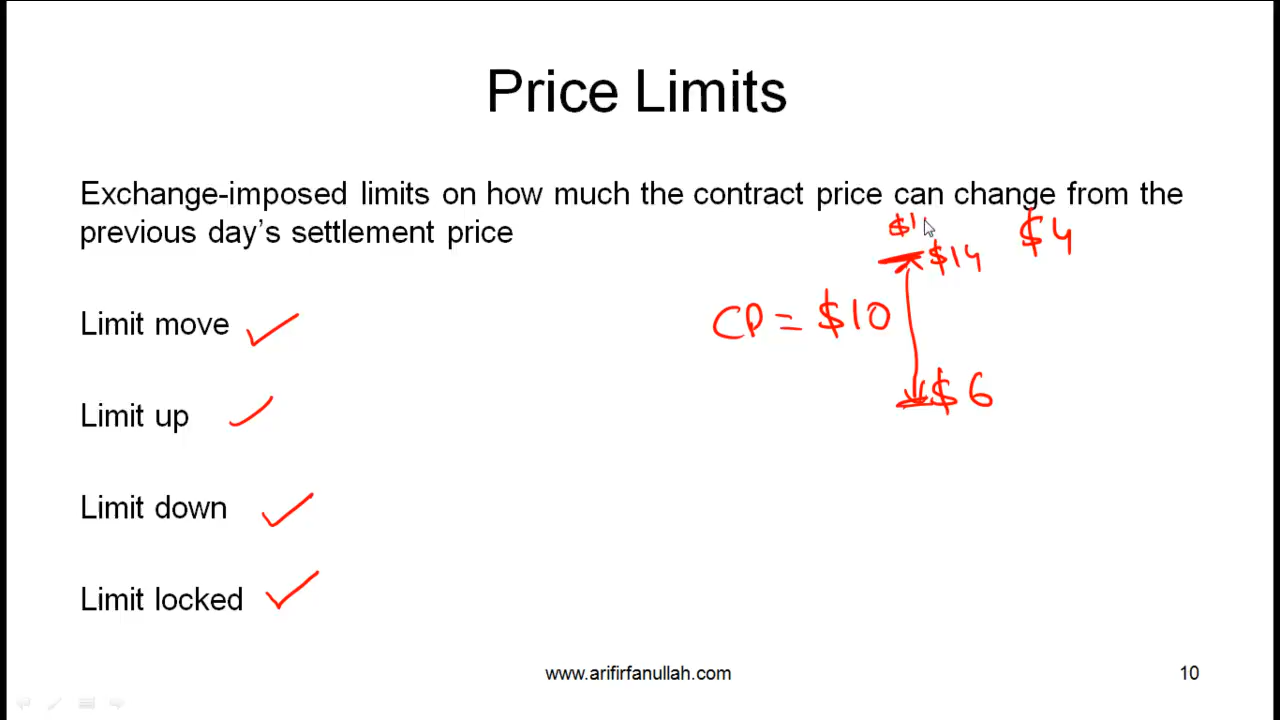 Price Limits
Exchange-imposed limits on how much the contract price can change from the
previous day's settlement price
$1
$4
$14
Limit move
CP = $10
$6
Limit up
Limit down
Limit locked
www.arifirfanullah.com
10